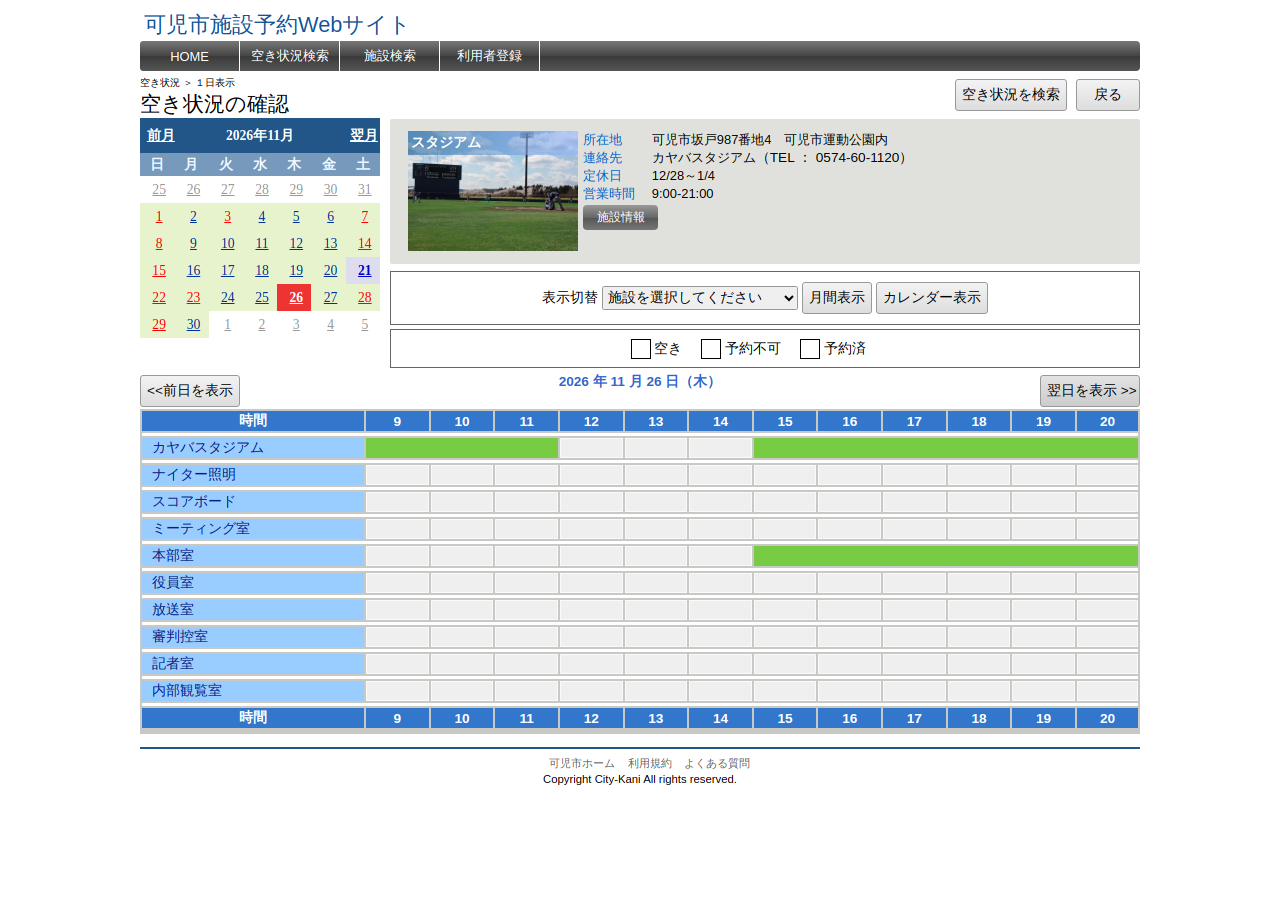 可児市施設予約Webサイト
HOME 空き状況検索 施設検索 利用者登録
空き状況 ＞ １日表示
空き状況の確認
空き状況を検索 戻る
前月 2026年11月 翌月
日 月 火 水 木 金 土
25 26 27 28 29 30 31
1 2 3 4 5 6 7
8 9 10 11 12 13 14
15 16 17 18 19 20 21
22 23 24 25 26 27 28
29 30 1 2 3 4 5
スタジアム
所在地 可児市坂戸987番地4　可児市運動公園内
連絡先 カヤバスタジアム（TEL ： 0574-60-1120）
定休日 12/28～1/4
営業時間 9:00-21:00
施設情報
表示切替 施設を選択してください 月間表示 カレンダー表示
空き 予約不可 予約済
<<前日を表示 2026 年 11 月 26 日（木） 翌日を表示 >>
時間 9 10 11 12 13 14 15 16 17 18 19 20
カヤバスタジアム
ナイター照明
スコアボード
ミーティング室
本部室
役員室
放送室
審判控室
記者室
内部観覧室
時間 9 10 11 12 13 14 15 16 17 18 19 20
可児市ホーム 利用規約 よくある質問
Copyright City-Kani All rights reserved.